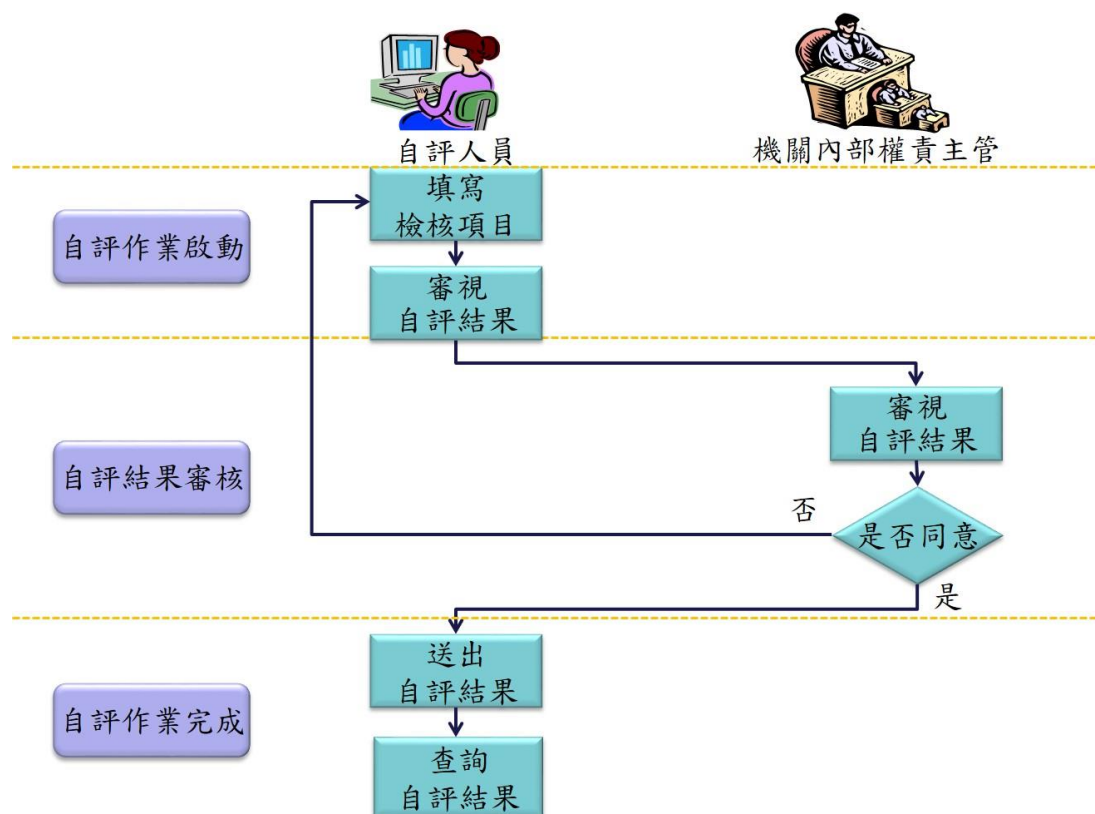 自評人員
機關內部權責主管
填寫
檢核項目
自評作業啟動
審視
自評結果
審視
自評結果
自評結果審核
否
是否同意
是
送出
自評結果
自評作業完成
查詢
自評結果